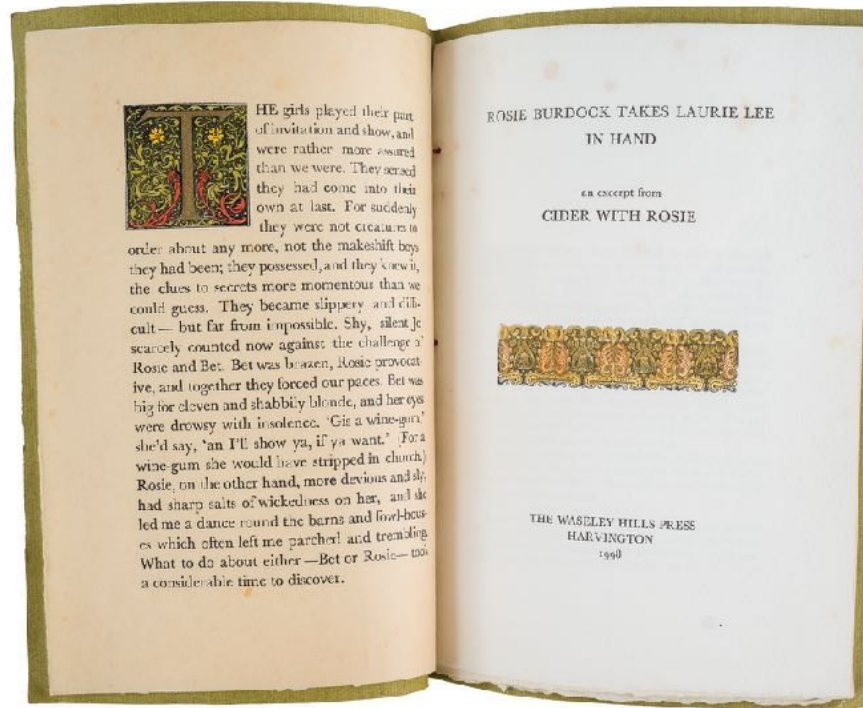 THE girls played their part
of invitation and show, and
were rather more assured
than we were. They sensed
they had come into their
own at last. For suddenly
they were not creatures to
order about any more, not the makeshift boys
they had been; they possessed, and they knew it,
the clues to secrets more momentous than we
could guess. They became slippery and diffi-
cult — but far from impossible. Shy, silent Jo
scarcely counted now against the challenge of
Rosie and Bet. Bet was brazen, Rosie provocat-
ive, and together they forced our paces. Bet was
big for eleven and shabbily blonde, and her eyes
were drowsy with insolence. ‘Gis a wine-gum,’
she’d say, ‘an I’ll show ya, if ya want.’ (For a
wine-gum she would have stripped in church.)
Rosie, on the other hand, more devious and sly,
had sharp salts of wickedness on her, and she
led me a dance round the barns and fowl-hous-
es which often left me parched and trembling.
What to do about either —Bet or Rosie— took
a considerable time to discover.
ROSIE BURDOCK TAKES LAURIE LEE
IN HAND
an excerpt from
CIDER WITH ROSIE
THE WASELEY HILLS PRESS
HARVINGTON
1998